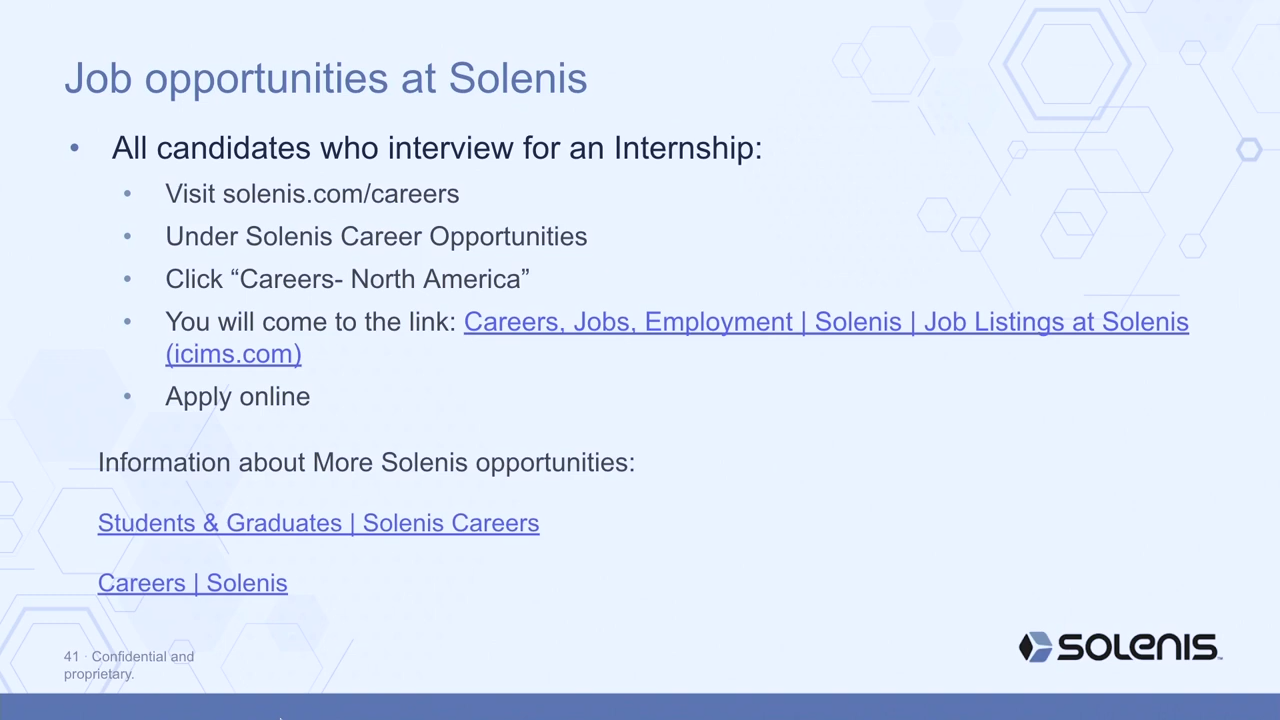 Job opportunities at Solenis
• All candidates who interview for an Internship:
• Visit solenis.com/careers
• Under Solenis Career Opportunities
• Click “Careers- North America”
• You will come to the link: Careers, Jobs, Employment | Solenis | Job Listings at Solenis
(icims.com)
• Apply online
Information about More Solenis opportunities:
Students & Graduates | Solenis Careers
Careers | Solenis
41 · Confidential and
proprietary.
SOLENIS™